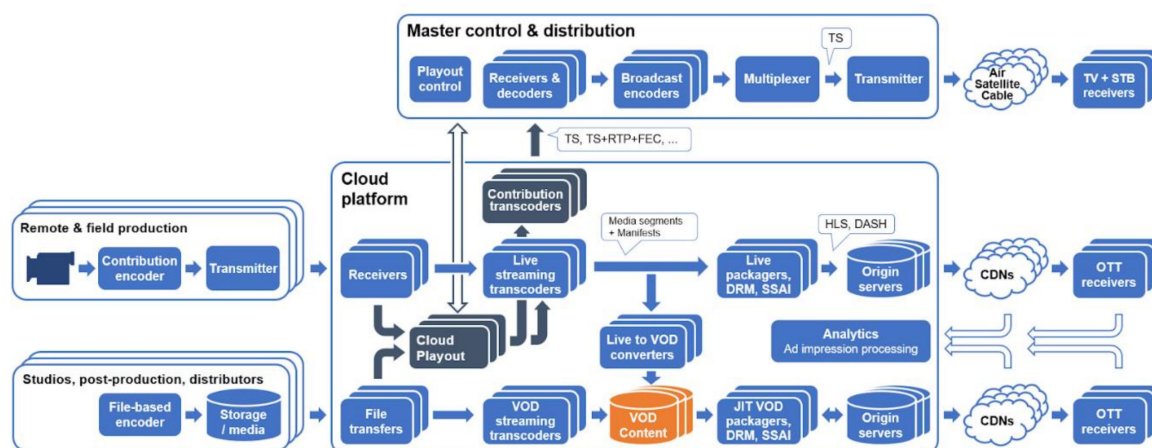 Master control & distribution
Playout
control
Receivers &
decoders
Broadcast
encoders
Multiplexer
TS
Transmitter
Air
Satellite
Cable
TV + STB
receivers
TS, TS+RTP+FEC, ...
Cloud
platform
Contribution
transcoders
Media segments
+ Manifests
HLS, DASH
Remote & field production
Contribution
encoder
Transmitter
Receivers
Live
streaming
transcoders
Live
packagers,
DRM, SSAI
Origin
servers
CDNs
OTT
receivers
Cloud
Playout
Live to VOD
converters
Analytics
Ad impression processing
Studios, post-production, distributors
File-based
encoder
Storage
/ media
File
transfers
VOD
streaming
transcoders
VOD
Content
JIT VOD
packagers,
DRM, SSAI
Origin
servers
CDNs
OTT
receivers